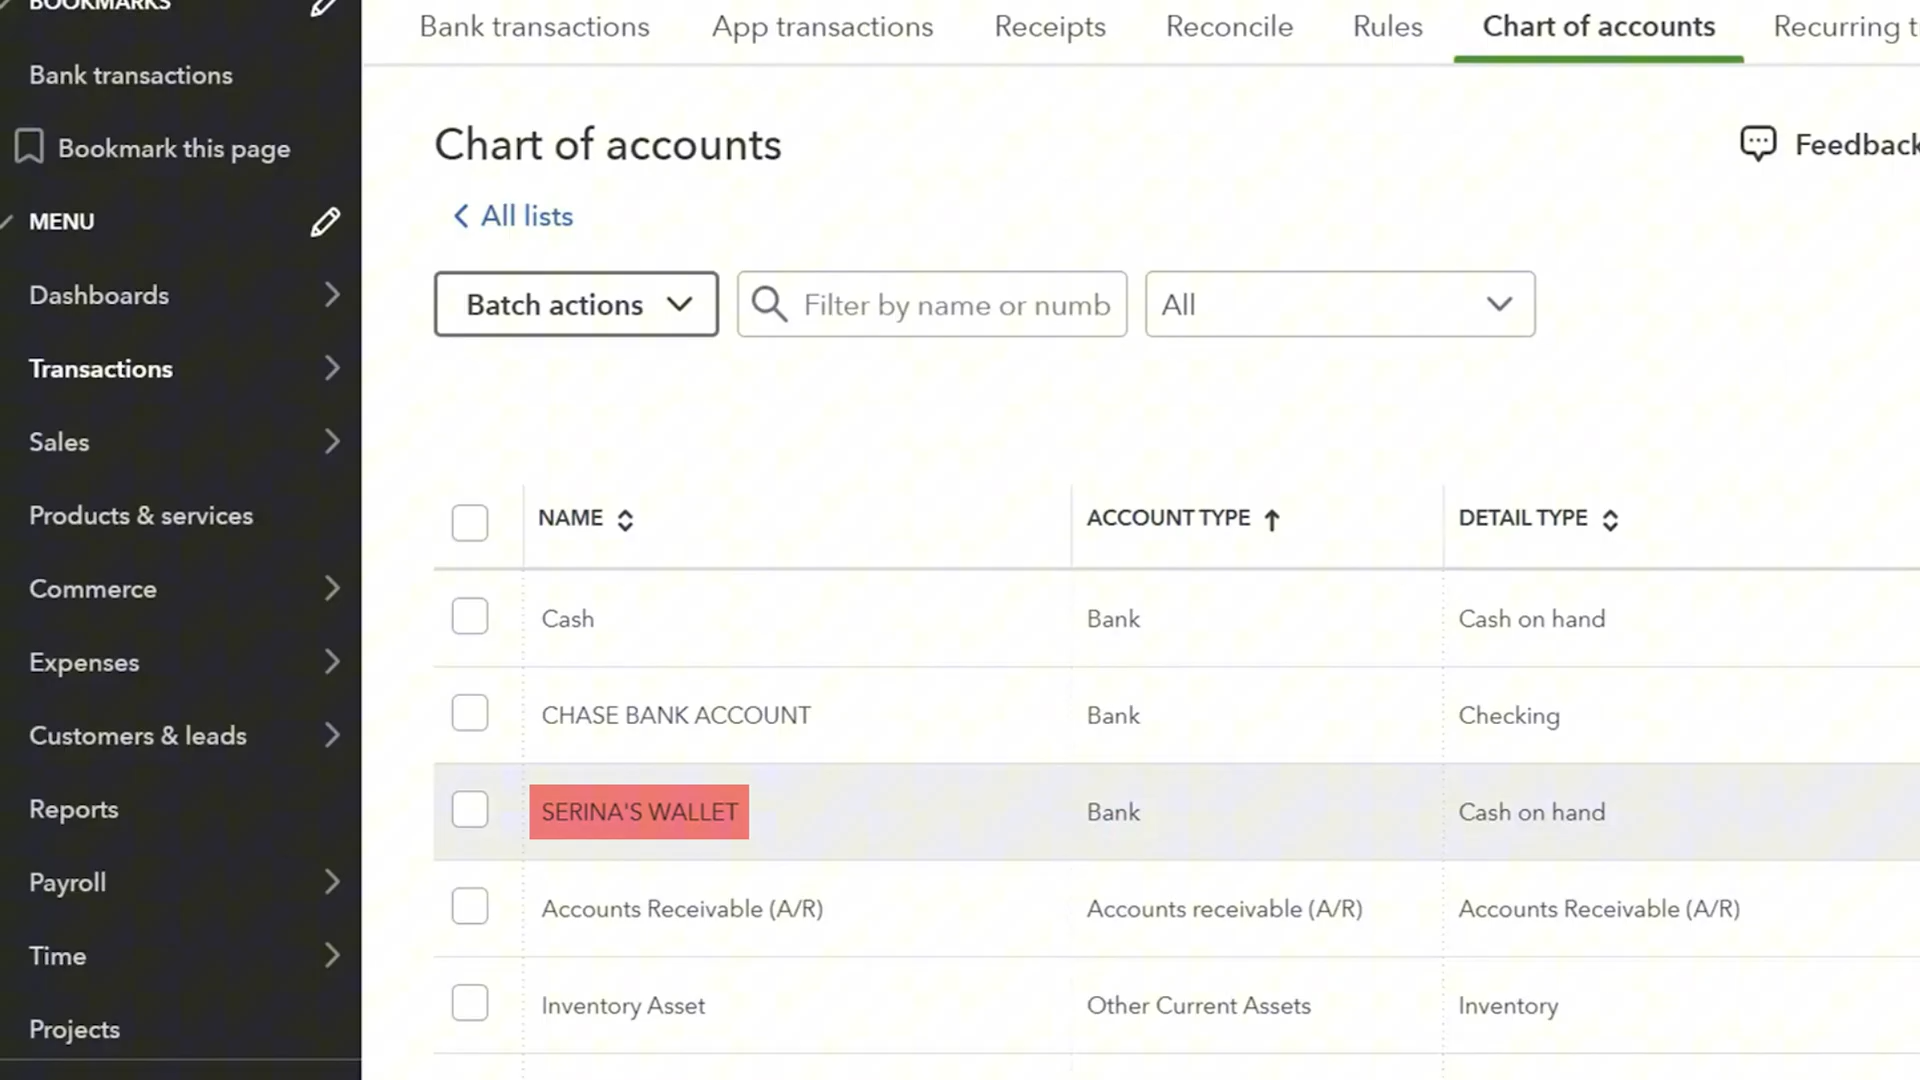 BOOKMARKS
Bank transactions
Bookmark this page
MENU
Dashboards
Transactions
Sales
Products & services
Commerce
Expenses
Customers & leads
Reports
Payroll
Time
Projects
Bank transactions App transactions Receipts Reconcile Rules Chart of accounts Recurring t
Chart of accounts
Feedback
All lists
Batch actions Filter by name or numb All
NAME ACCOUNT TYPE DETAIL TYPE
Cash Bank Cash on hand
CHASE BANK ACCOUNT Bank Checking
SERINA'S WALLET Bank Cash on hand
Accounts Receivable (A/R) Accounts receivable (A/R) Accounts Receivable (A/R)
Inventory Asset Other Current Assets Inventory